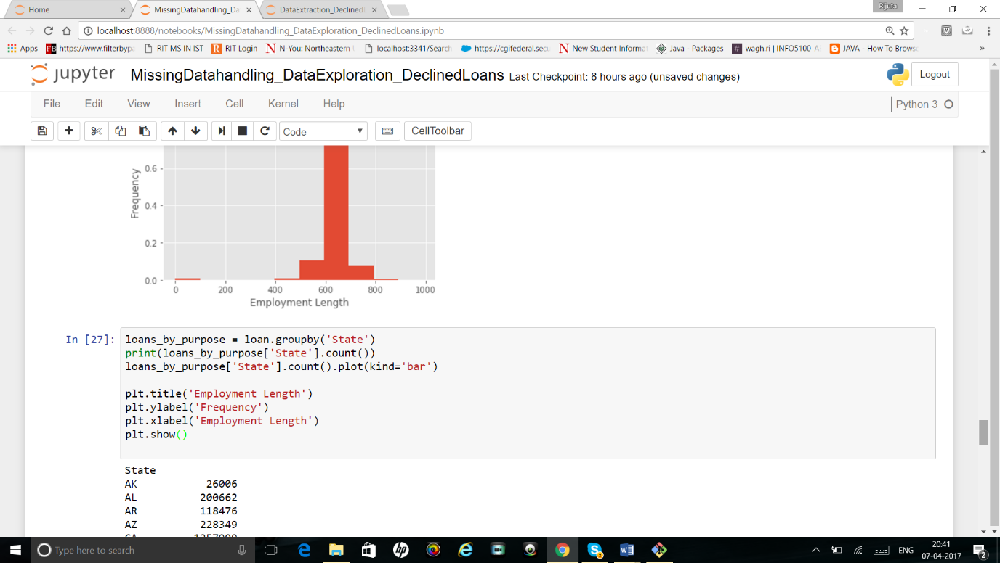 Home
MissingDatahandling_Da
DataExtraction_Declined
Rijuta
localhost:8888/notebooks/MissingDatahandling_DataExploration_DeclinedLoans.ipynb
Apps
FB https://www.filterbypa
RIT MS IN IST
R RIT Login
N N-You: Northeastern
localhost:3341/Search
https://cgifederal.secu
N New Student Informat
Java - Packages
# wagh.ri | INFO5100_A
JAVA - How To Browse
»
jupyter MissingDatahandling_DataExploration_DeclinedLoans Last Checkpoint: 8 hours ago (unsaved changes)
Logout
File Edit View Insert Cell Kernel Help
Python 3
Code
CellToolbar
Frequency
0.6
0.4
0.2
0.0
0 200 400 600 800 1000
Employment Length
In [27]:
loans_by_purpose = loan.groupby('State')
print(loans_by_purpose['State'].count())
loans_by_purpose['State'].count().plot(kind='bar')
plt.title('Employment Length')
plt.ylabel('Frequency')
plt.xlabel('Employment Length')
plt.show()
State
AK 26006
AL 200662
AR 118476
AZ 228349
Type here to search
hp
ENG
20:41
07-04-2017
2